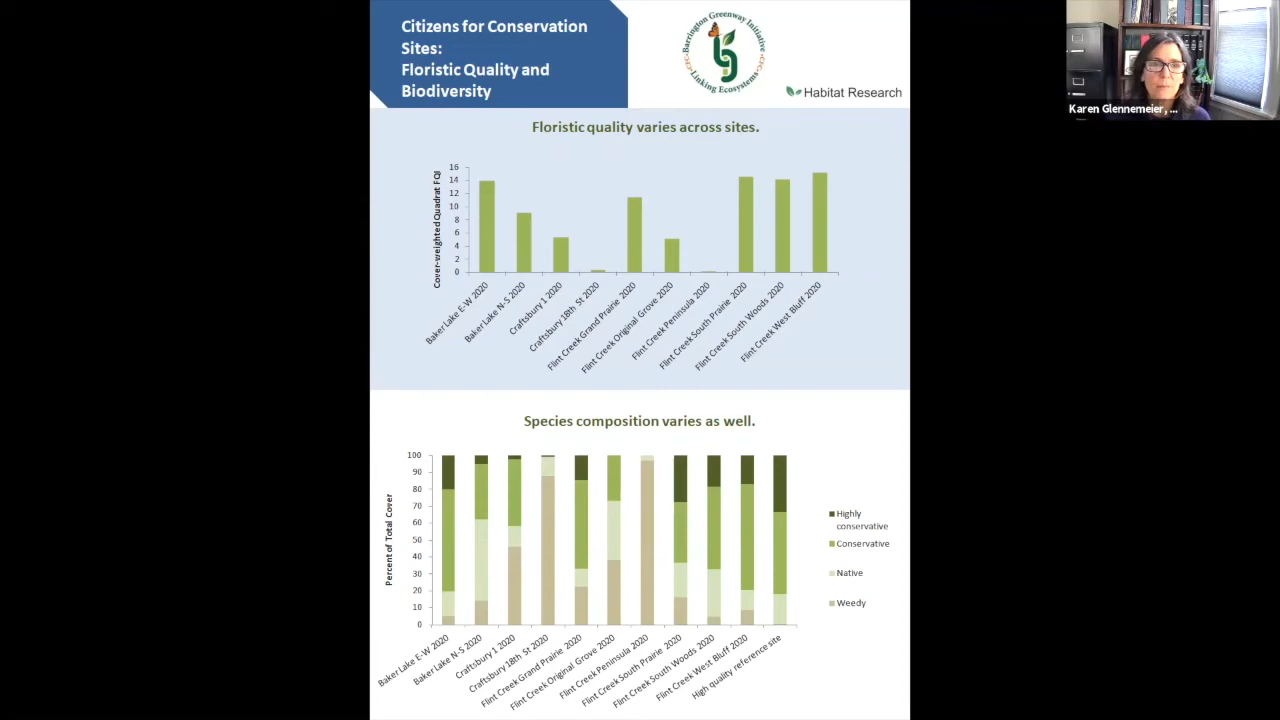 Citizens for Conservation
Sites:
Floristic Quality and
Biodiversity
Barrington Greenway Initiative
Linking Ecosystems
CFC
CFC
Habitat Research
Karen Glennemeier, ...
Floristic quality varies across sites.
Cover-weighted Quadrat FQI
16
14
12
10
8
6
4
2
0
Baker Lake E-W 2020
Baker Lake N-S 2020
Craftsbury 1 2020
Craftsbury 18th St 2020
Flint Creek Grand Prairie 2020
Flint Creek Original Grove 2020
Flint Creek Peninsula 2020
Flint Creek South Prairie 2020
Flint Creek South Woods 2020
Flint Creek West Bluff 2020
Species composition varies as well.
Percent of Total Cover
100
90
80
70
60
50
40
30
20
10
0
Baker Lake E-W 2020
Baker Lake N-S 2020
Craftsbury 1 2020
Craftsbury 18th St 2020
Flint Creek Grand Prairie 2020
Flint Creek Original Grove 2020
Flint Creek Peninsula 2020
Flint Creek South Prairie 2020
Flint Creek South Woods 2020
Flint Creek West Bluff 2020
High quality reference site
Highly
conservative
Conservative
Native
Weedy